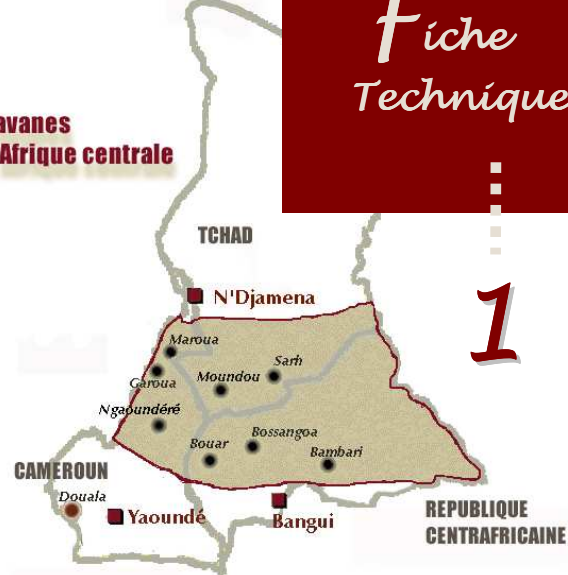 Fiche
Technique
1
avanes
Afrique centrale
TCHAD
N'Djamena
Maroua
Garoua
Moundou
Sarh
Ngaoundéré
Bouar
Bossangoa
Bambari
CAMEROUN
Douala
Yaoundé
Bangui
REPUBLIQUE
CENTRAFRICAINE